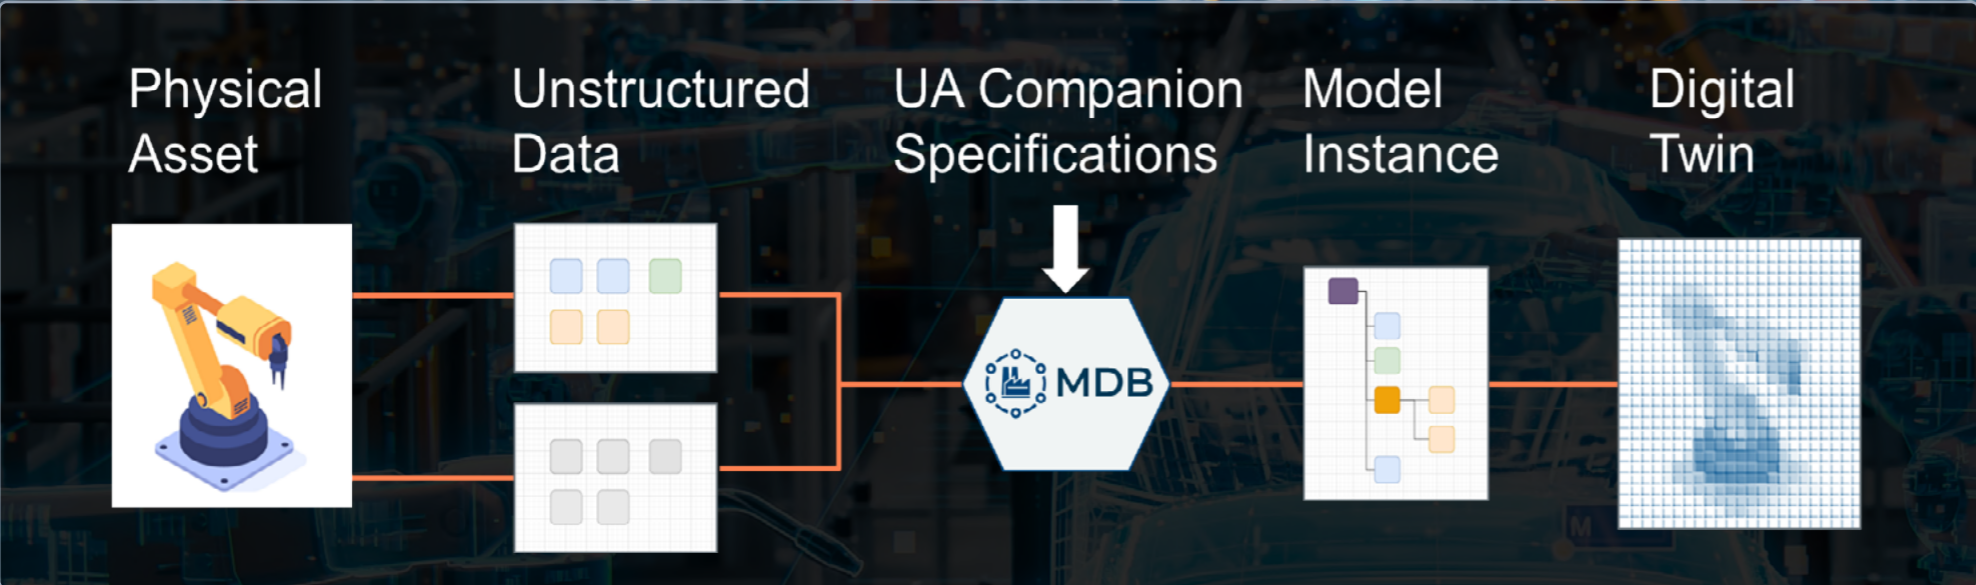 Physical
Asset
Unstructured
Data
UA Companion
Specifications
Model
Instance
Digital
Twin
MDB
M